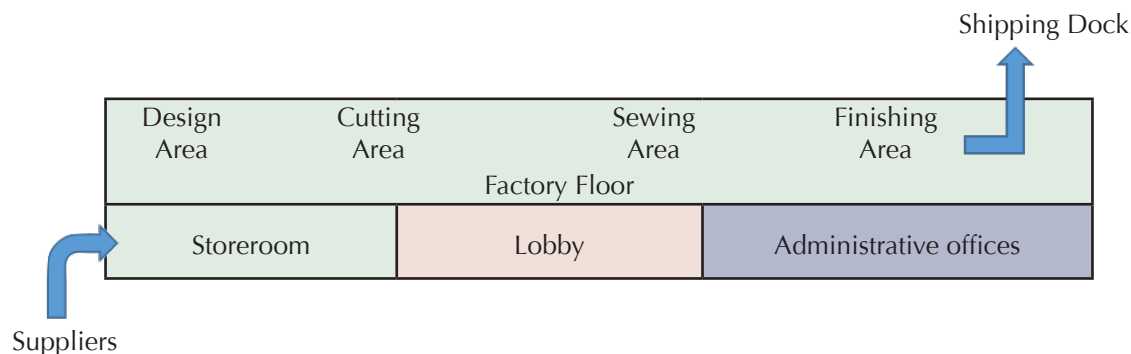 Shipping Dock
Design
Area
Cutting
Area
Sewing
Area
Finishing
Area
Factory Floor
Storeroom
Lobby
Administrative offices
Suppliers